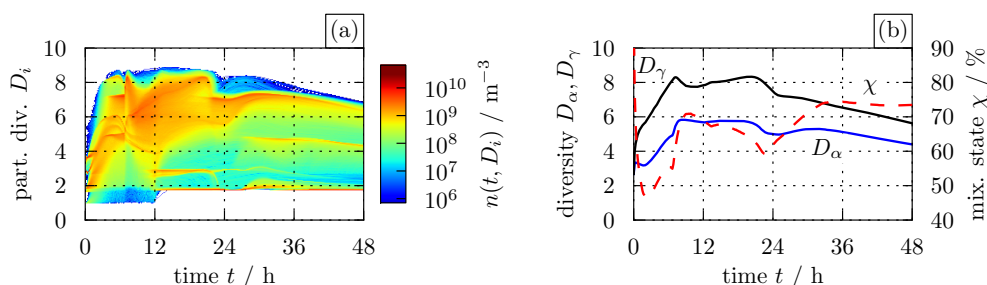 (a)
10
8
6
4
2
0
part. div. D_i
0 12 24 36 48
time t / h
10^10
10^9
10^8
10^7
10^6
n(t, D_i) / m^−3
(b)
10
8
6
4
2
0
diversity D_α, D_γ
D_γ
χ
D_α
90
80
70
60
50
40
mix. state χ / %
0 12 24 36 48
time t / h